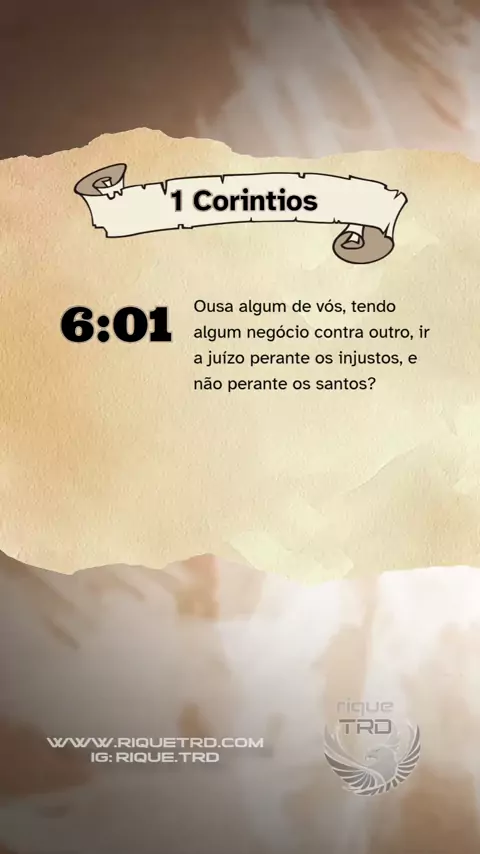 1 Corintios
6:01
Ousa algum de vós, tendo
algum negócio contra outro, ir
a juízo perante os injustos, e
não perante os santos?
rique
TRD
WWW.RIQUETRD.COM
IG: RIQUE.TRD